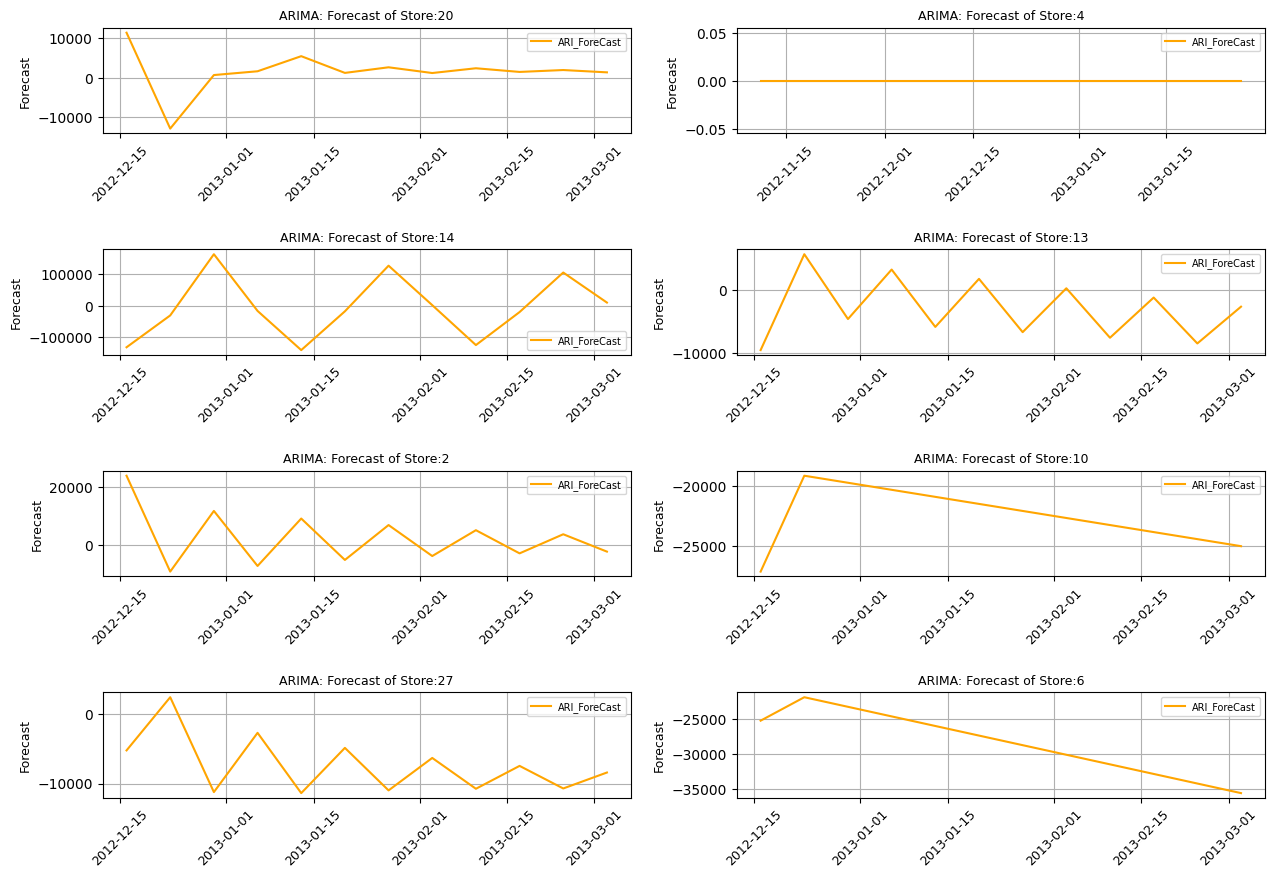 ARIMA: Forecast of Store:20
Forecast
10000
0
−10000
ARI_ForeCast
2012-12-15
2013-01-01
2013-01-15
2013-02-01
2013-02-15
2013-03-01
ARIMA: Forecast of Store:4
Forecast
0.05
0.00
−0.05
ARI_ForeCast
2012-11-15
2012-12-01
2012-12-15
2013-01-01
2013-01-15
ARIMA: Forecast of Store:14
Forecast
100000
0
−100000
ARI_ForeCast
2012-12-15
2013-01-01
2013-01-15
2013-02-01
2013-02-15
2013-03-01
ARIMA: Forecast of Store:13
Forecast
0
−10000
ARI_ForeCast
2012-12-15
2013-01-01
2013-01-15
2013-02-01
2013-02-15
2013-03-01
ARIMA: Forecast of Store:2
Forecast
20000
0
ARI_ForeCast
2012-12-15
2013-01-01
2013-01-15
2013-02-01
2013-02-15
2013-03-01
ARIMA: Forecast of Store:10
Forecast
−20000
−25000
ARI_ForeCast
2012-12-15
2013-01-01
2013-01-15
2013-02-01
2013-02-15
2013-03-01
ARIMA: Forecast of Store:27
Forecast
0
−10000
ARI_ForeCast
2012-12-15
2013-01-01
2013-01-15
2013-02-01
2013-02-15
2013-03-01
ARIMA: Forecast of Store:6
Forecast
−25000
−30000
−35000
ARI_ForeCast
2012-12-15
2013-01-01
2013-01-15
2013-02-01
2013-02-15
2013-03-01